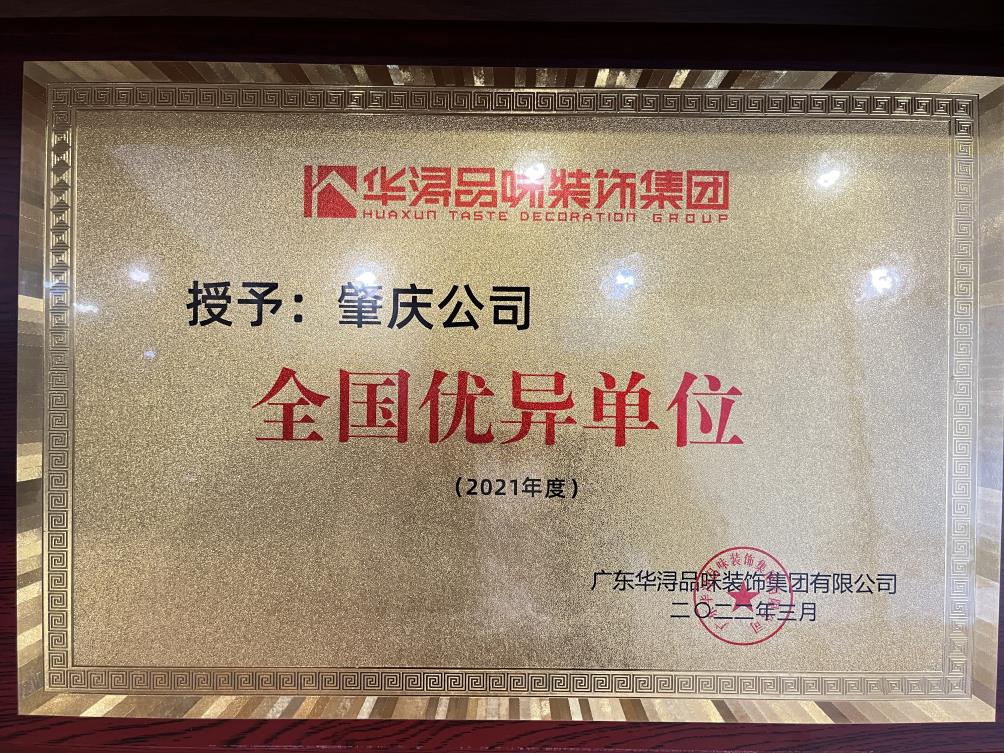 华浔品味装饰集团
HUAXUN TASTE DECORATION GROUP
授予：肇庆公司
全国优异单位
（2021年度）
广东华浔品味装饰集团有限公司
二〇二二年三月